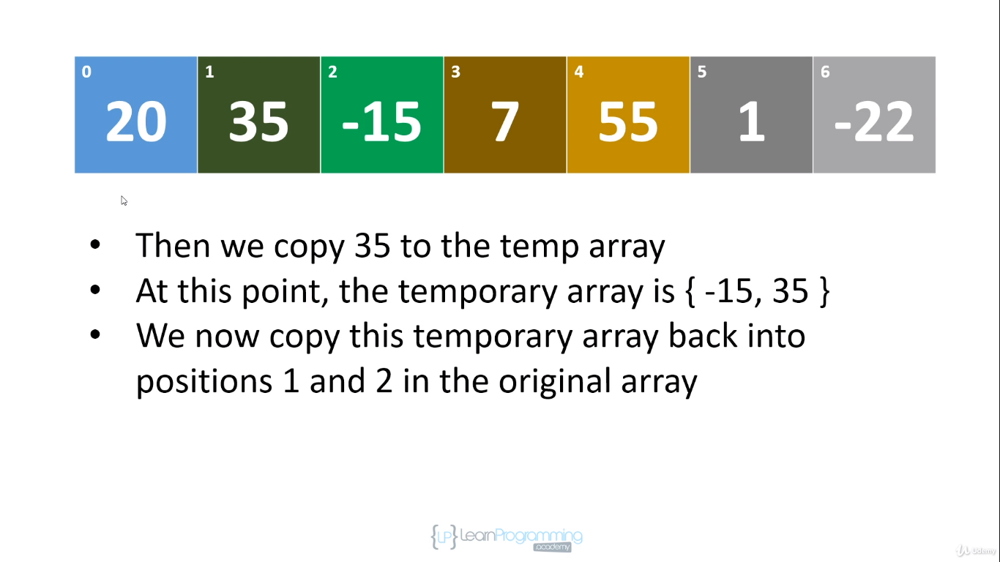 0 1 2 3 4 5 6
20 35 -15 7 55 1 -22
• Then we copy 35 to the temp array
• At this point, the temporary array is { -15, 35 }
• We now copy this temporary array back into
positions 1 and 2 in the original array
{LP} LearnProgramming
.academy
Udemy